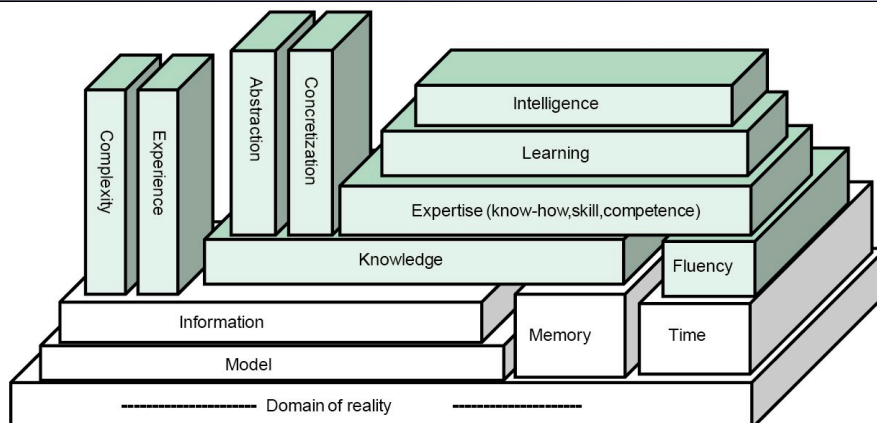 Complexity
Experience
Abstraction
Concretization
Intelligence
Learning
Expertise (know-how,skill,competence)
Knowledge
Fluency
Information
Memory
Time
Model
Domain of reality